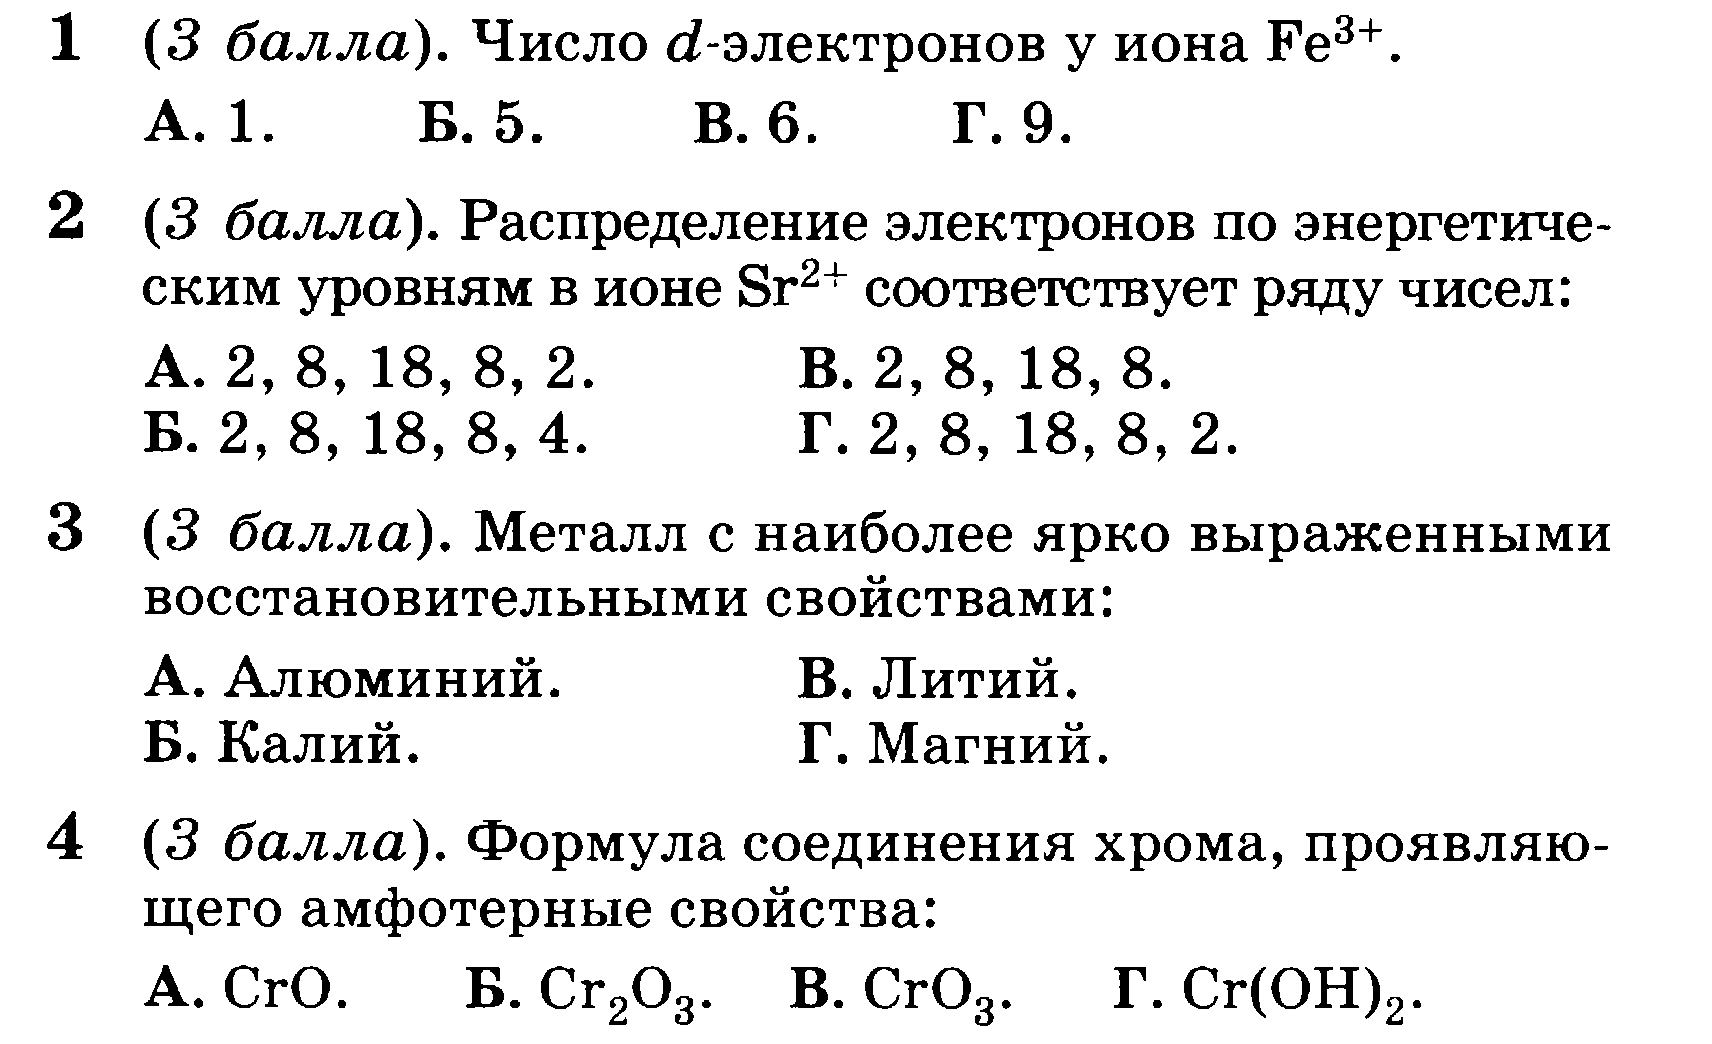 1 (3 балла). Число d-электронов у иона Fe³⁺.
А. 1. Б. 5. В. 6. Г. 9.
2 (3 балла). Распределение электронов по энергетиче-
ским уровням в ионе Sr²⁺ соответствует ряду чисел:
А. 2, 8, 18, 8, 2. В. 2, 8, 18, 8.
Б. 2, 8, 18, 8, 4. Г. 2, 8, 18, 8, 2.
3 (3 балла). Металл с наиболее ярко выраженными
восстановительными свойствами:
А. Алюминий. В. Литий.
Б. Калий. Г. Магний.
4 (3 балла). Формула соединения хрома, проявляю-
щего амфотерные свойства:
А. CrO. Б. Cr₂O₃. В. CrO₃. Г. Cr(OH)₂.